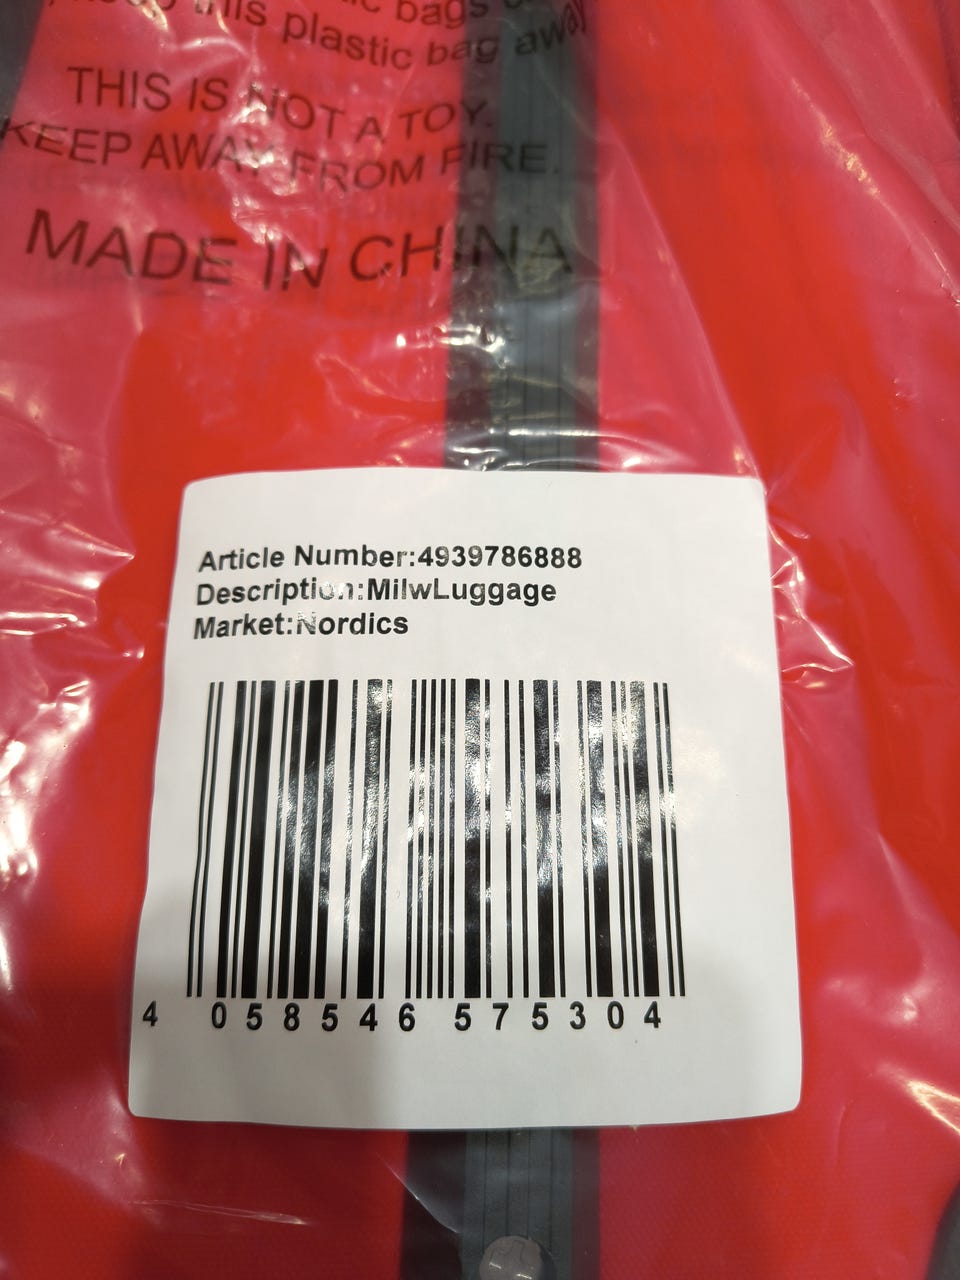 this plastic bag away
THIS IS NOT A TOY.
KEEP AWAY FROM FIRE.
MADE IN CHINA
Article Number:4939786888
Description:MilwLuggage
Market:Nordics
4 058546 575304